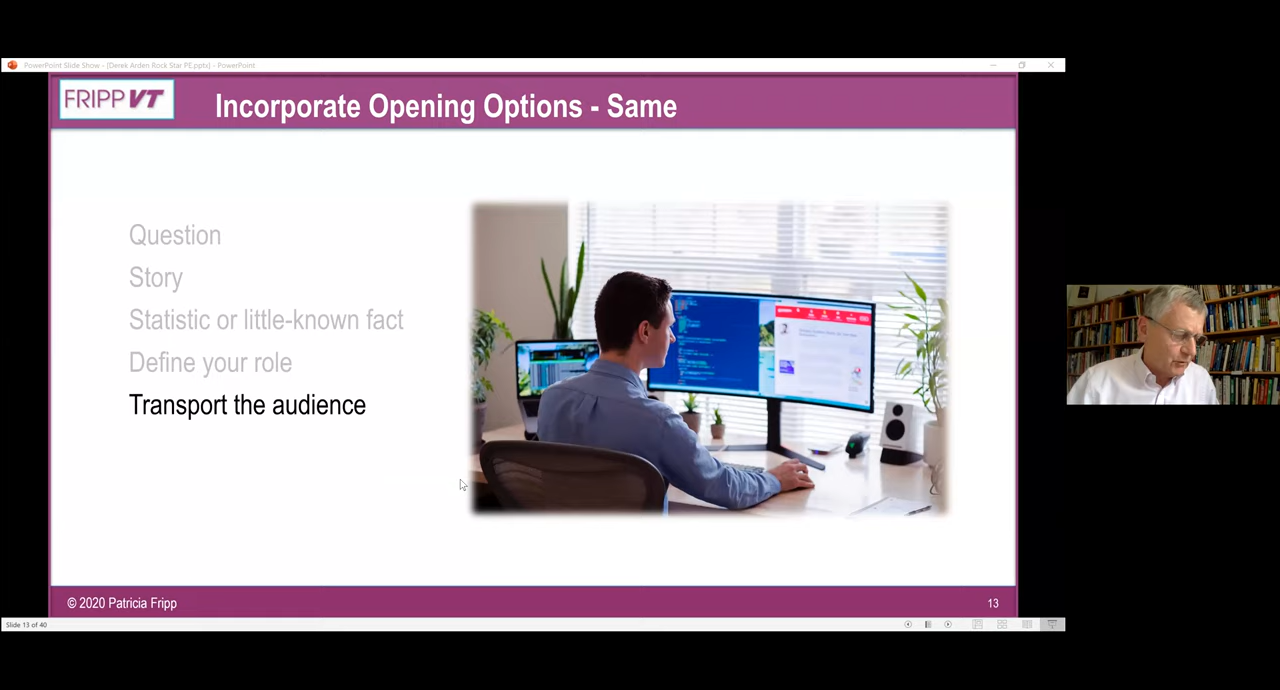 PowerPoint Slide Show - [Derek Arden Rock Star PE.pptx] - PowerPoint
FRIPP VT
Incorporate Opening Options - Same
Question
Story
Statistic or little-known fact
Define your role
Transport the audience
© 2020 Patricia Fripp
13
Slide 13 of 40